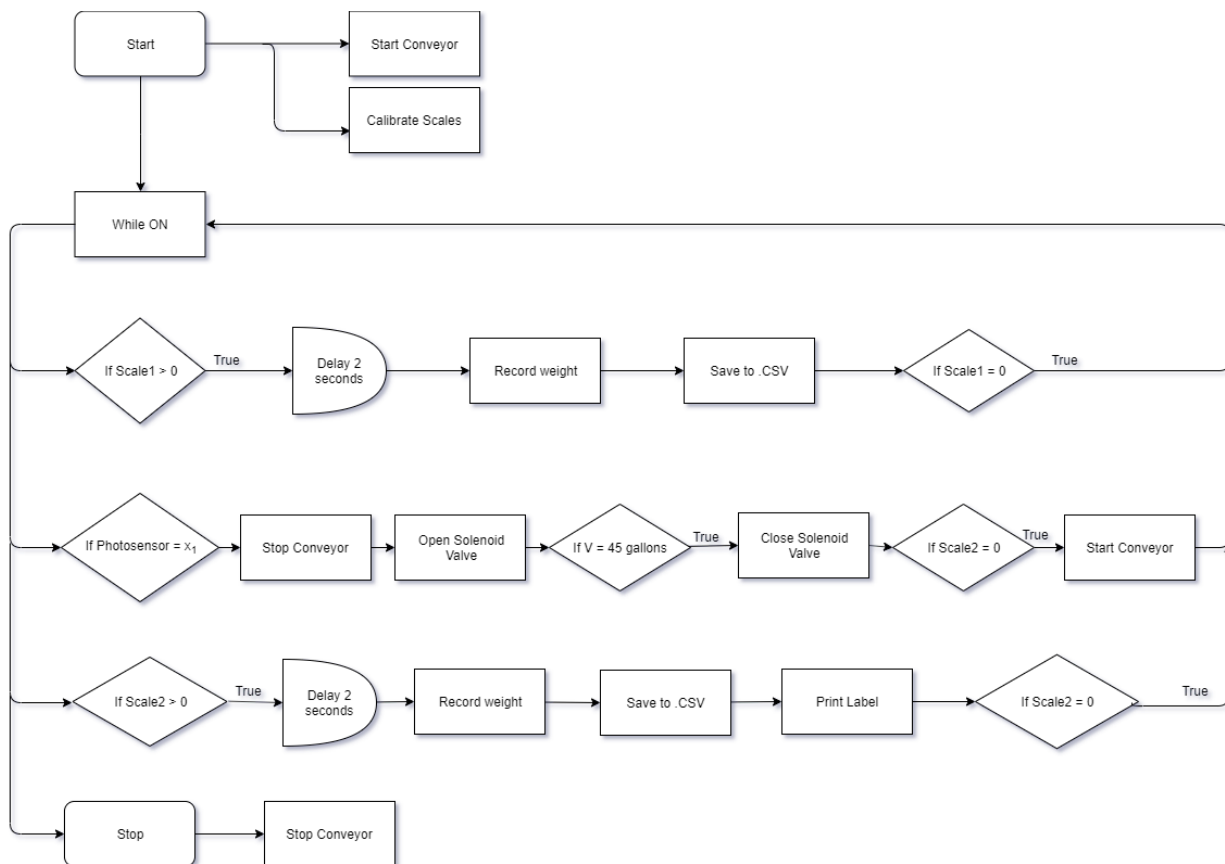 Start
Start Conveyor
Calibrate Scales
While ON
If Scale1 > 0
True
Delay 2
seconds
Record weight
Save to .CSV
If Scale1 = 0
True
If Photosensor = x₁
Stop Conveyor
Open Solenoid
Valve
If V = 45 gallons
True
Close Solenoid
Valve
If Scale2 = 0
True
Start Conveyor
If Scale2 > 0
True
Delay 2
seconds
Record weight
Save to .CSV
Print Label
If Scale2 = 0
True
Stop
Stop Conveyor